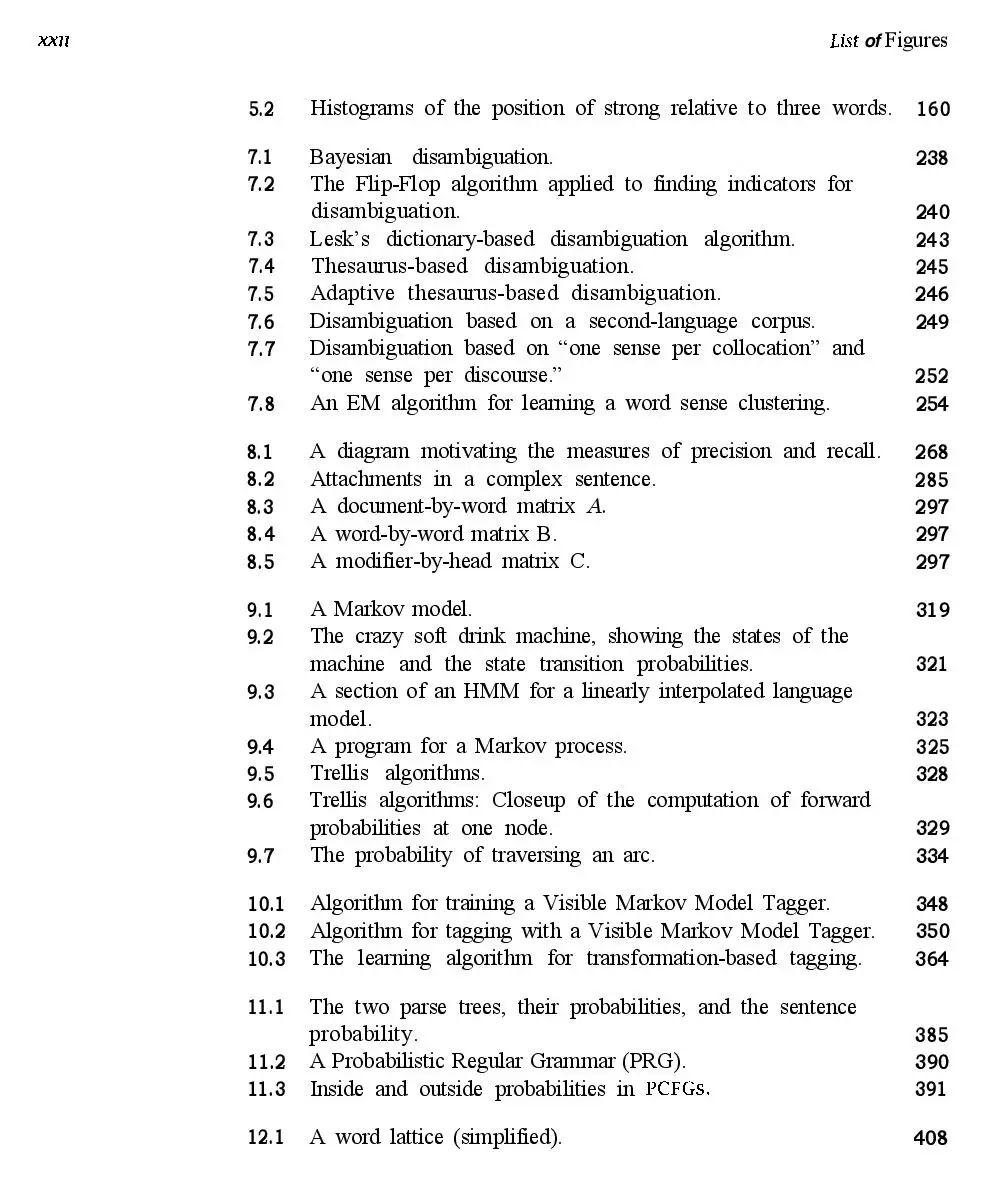 xxii List of Figures
5.2 Histograms of the position of strong relative to three words. 160
7.1 Bayesian disambiguation. 238
7.2 The Flip-Flop algorithm applied to finding indicators for
disambiguation. 240
7.3 Lesk’s dictionary-based disambiguation algorithm. 243
7.4 Thesaurus-based disambiguation. 245
7.5 Adaptive thesaurus-based disambiguation. 246
7.6 Disambiguation based on a second-language corpus. 249
7.7 Disambiguation based on “one sense per collocation” and
“one sense per discourse.” 252
7.8 An EM algorithm for learning a word sense clustering. 254
8.1 A diagram motivating the measures of precision and recall. 268
8.2 Attachments in a complex sentence. 285
8.3 A document-by-word matrix A. 297
8.4 A word-by-word matrix B. 297
8.5 A modifier-by-head matrix C. 297
9.1 A Markov model. 319
9.2 The crazy soft drink machine, showing the states of the
machine and the state transition probabilities. 321
9.3 A section of an HMM for a linearly interpolated language
model. 323
9.4 A program for a Markov process. 325
9.5 Trellis algorithms. 328
9.6 Trellis algorithms: Closeup of the computation of forward
probabilities at one node. 329
9.7 The probability of traversing an arc. 334
10.1 Algorithm for training a Visible Markov Model Tagger. 348
10.2 Algorithm for tagging with a Visible Markov Model Tagger. 350
10.3 The learning algorithm for transformation-based tagging. 364
11.1 The two parse trees, their probabilities, and the sentence
probability. 385
11.2 A Probabilistic Regular Grammar (PRG). 390
11.3 Inside and outside probabilities in PCFGs. 391
12.1 A word lattice (simplified). 408